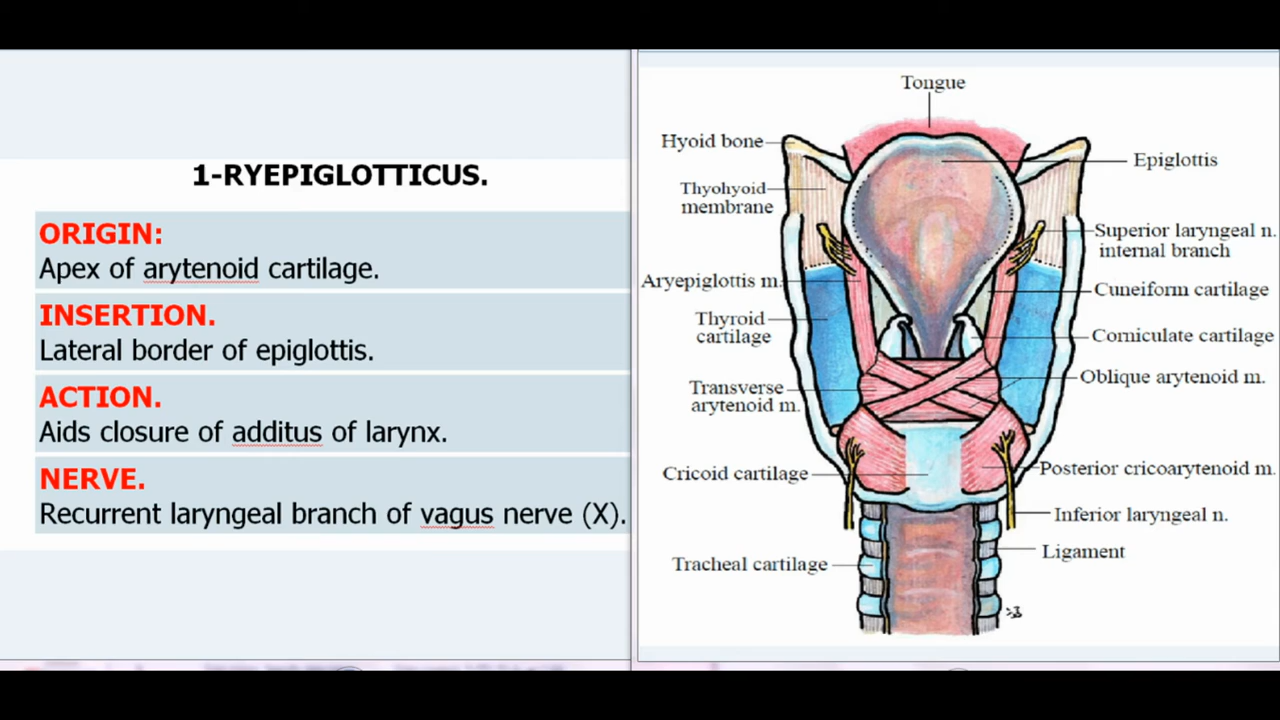 1-RYEPIGLOTTICUS.
ORIGIN:
Apex of arytenoid cartilage.
INSERTION.
Lateral border of epiglottis.
ACTION.
Aids closure of additus of larynx.
NERVE.
Recurrent laryngeal branch of vagus nerve (X).
Tongue
Hyoid bone
Thyohyoid
membrane
Aryepiglottis m.
Thyroid
cartilage
Transverse
arytenoid m.
Cricoid cartilage
Tracheal cartilage
Epiglottis
Superior laryngeal n.
internal branch
Cuneiform cartilage
Corniculate cartilage
Oblique arytenoid m.
Posterior cricoarytenoid m.
Inferior laryngeal n.
Ligament